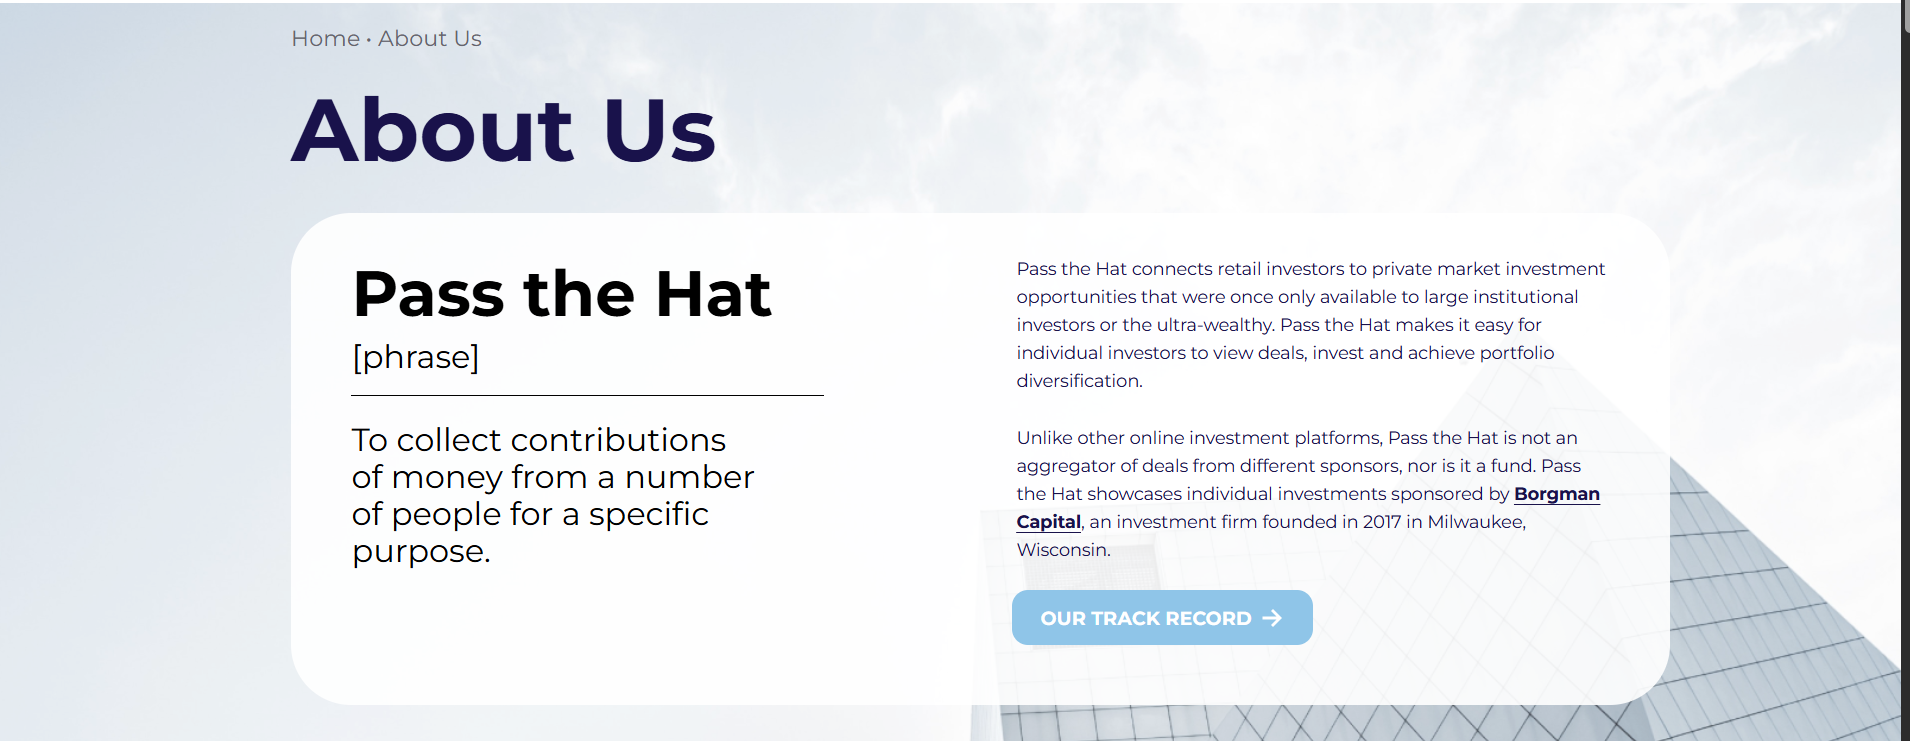 Home • About Us
About Us
Pass the Hat
[phrase]
To collect contributions
of money from a number
of people for a specific
purpose.
Pass the Hat connects retail investors to private market investment
opportunities that were once only available to large institutional
investors or the ultra-wealthy. Pass the Hat makes it easy for
individual investors to view deals, invest and achieve portfolio
diversification.
Unlike other online investment platforms, Pass the Hat is not an
aggregator of deals from different sponsors, nor is it a fund. Pass
the Hat showcases individual investments sponsored by Borgman
Capital, an investment firm founded in 2017 in Milwaukee,
Wisconsin.
OUR TRACK RECORD →